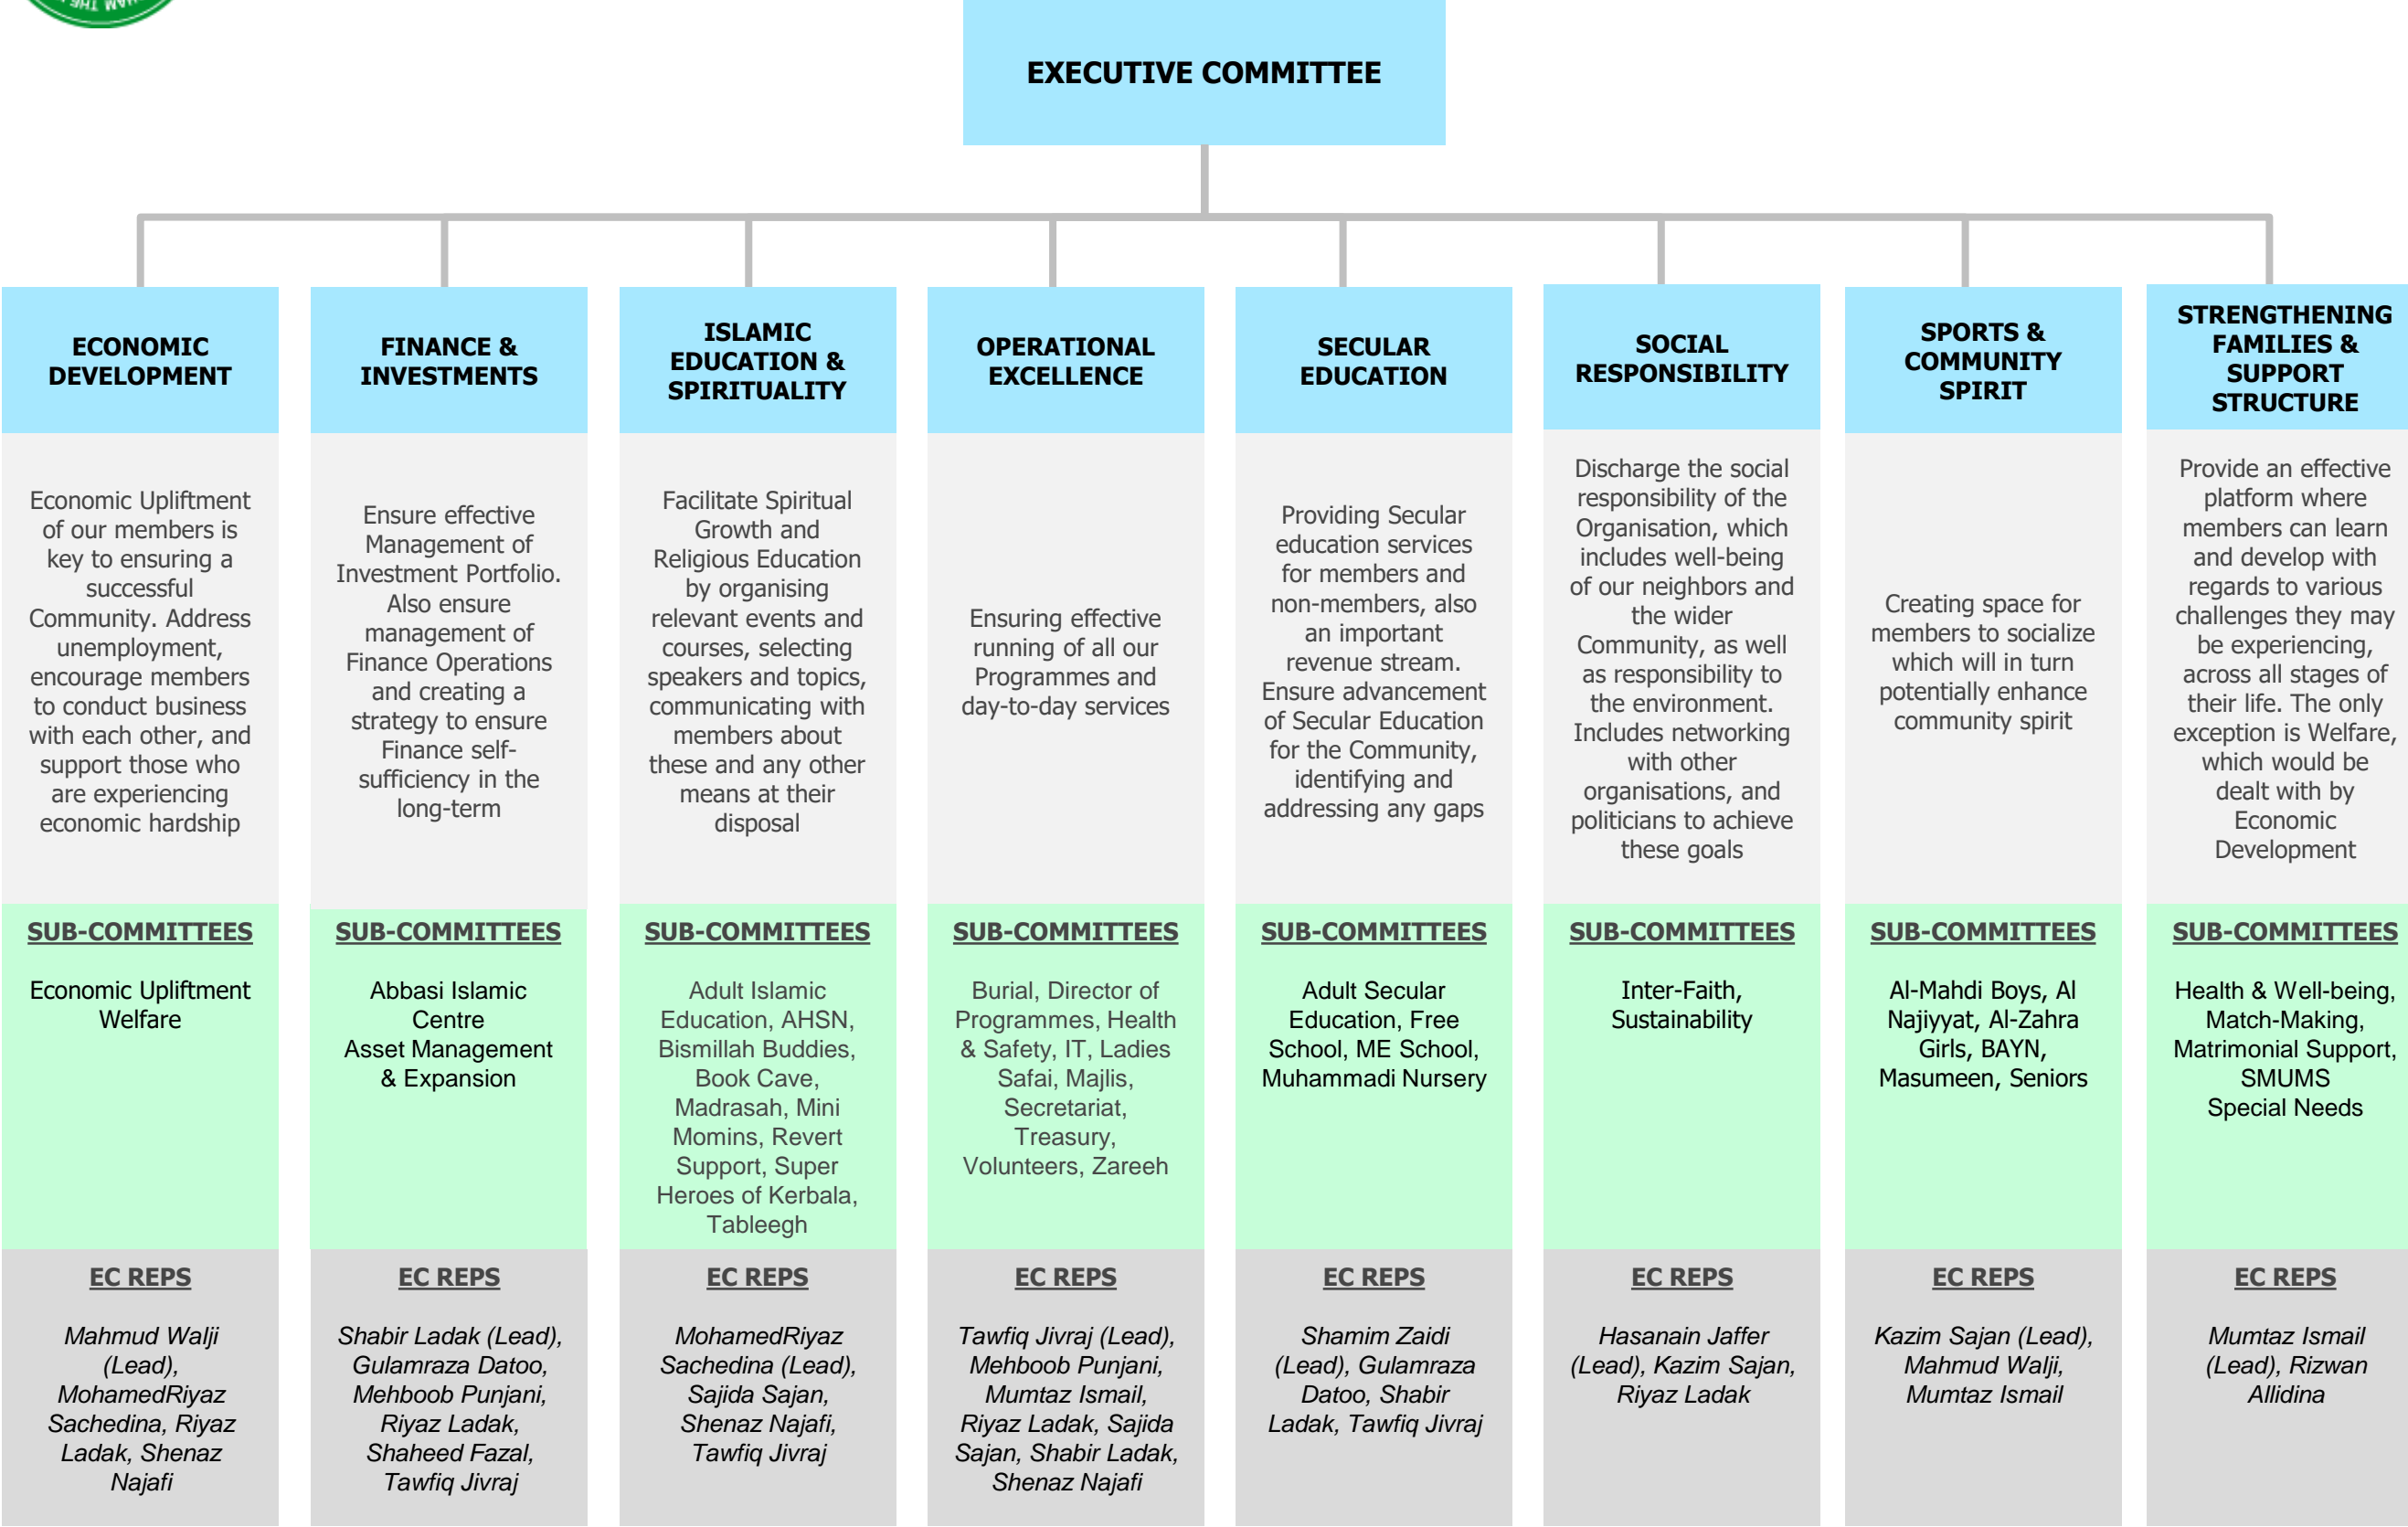 HAM THE
EXECUTIVE COMMITTEE
ECONOMIC
DEVELOPMENT
Economic Upliftment
of our members is
key to ensuring a
successful
Community. Address
unemployment,
encourage members
to conduct business
with each other, and
support those who
are experiencing
economic hardship
SUB-COMMITTEES
Economic Upliftment
Welfare
EC REPS
Mahmud Walji
(Lead),
MohamedRiyaz
Sachedina, Riyaz
Ladak, Shenaz
Najafi
FINANCE &
INVESTMENTS
Ensure effective
Management of
Investment Portfolio.
Also ensure
management of
Finance Operations
and creating a
strategy to ensure
Finance self-
sufficiency in the
long-term
SUB-COMMITTEES
Abbasi Islamic
Centre
Asset Management
& Expansion
EC REPS
Shabir Ladak (Lead),
Gulamraza Datoo,
Mehboob Punjani,
Riyaz Ladak,
Shaheed Fazal,
Tawfiq Jivraj
ISLAMIC
EDUCATION &
SPIRITUALITY
Facilitate Spiritual
Growth and
Religious Education
by organising
relevant events and
courses, selecting
speakers and topics,
communicating with
members about
these and any other
means at their
disposal
SUB-COMMITTEES
Adult Islamic
Education, AHSN,
Bismillah Buddies,
Book Cave,
Madrasah, Mini
Momins, Revert
Support, Super
Heroes of Kerbala,
Tableegh
EC REPS
MohamedRiyaz
Sachedina (Lead),
Sajida Sajan,
Shenaz Najafi,
Tawfiq Jivraj
OPERATIONAL
EXCELLENCE
Ensuring effective
running of all our
Programmes and
day-to-day services
SUB-COMMITTEES
Burial, Director of
Programmes, Health
& Safety, IT, Ladies
Safai, Majlis,
Secretariat,
Treasury,
Volunteers, Zareeh
EC REPS
Tawfiq Jivraj (Lead),
Mehboob Punjani,
Mumtaz Ismail,
Riyaz Ladak, Sajida
Sajan, Shabir Ladak,
Shenaz Najafi
SECULAR
EDUCATION
Providing Secular
education services
for members and
non-members, also
an important
revenue stream.
Ensure advancement
of Secular Education
for the Community,
identifying and
addressing any gaps
SUB-COMMITTEES
Adult Secular
Education, Free
School, ME School,
Muhammadi Nursery
EC REPS
Shamim Zaidi
(Lead), Gulamraza
Datoo, Shabir
Ladak, Tawfiq Jivraj
SOCIAL
RESPONSIBILITY
Discharge the social
responsibility of the
Organisation, which
includes well-being
of our neighbors and
the wider
Community, as well
as responsibility to
the environment.
Includes networking
with other
organisations, and
politicians to achieve
these goals
SUB-COMMITTEES
Inter-Faith,
Sustainability
EC REPS
Hasanain Jaffer
(Lead), Kazim Sajan,
Riyaz Ladak
SPORTS &
COMMUNITY
SPIRIT
Creating space for
members to socialize
which will in turn
potentially enhance
community spirit
SUB-COMMITTEES
Al-Mahdi Boys, Al
Najiyyat, Al-Zahra
Girls, BAYN,
Masumeen, Seniors
EC REPS
Kazim Sajan (Lead),
Mahmud Walji,
Mumtaz Ismail
STRENGTHENING
FAMILIES &
SUPPORT
STRUCTURE
Provide an effective
platform where
members can learn
and develop with
regards to various
challenges they may
be experiencing,
across all stages of
their life. The only
exception is Welfare,
which would be
dealt with by
Economic
Development
SUB-COMMITTEES
Health & Well-being,
Match-Making,
Matrimonial Support,
SMUMS
Special Needs
EC REPS
Mumtaz Ismail
(Lead), Rizwan
Allidina